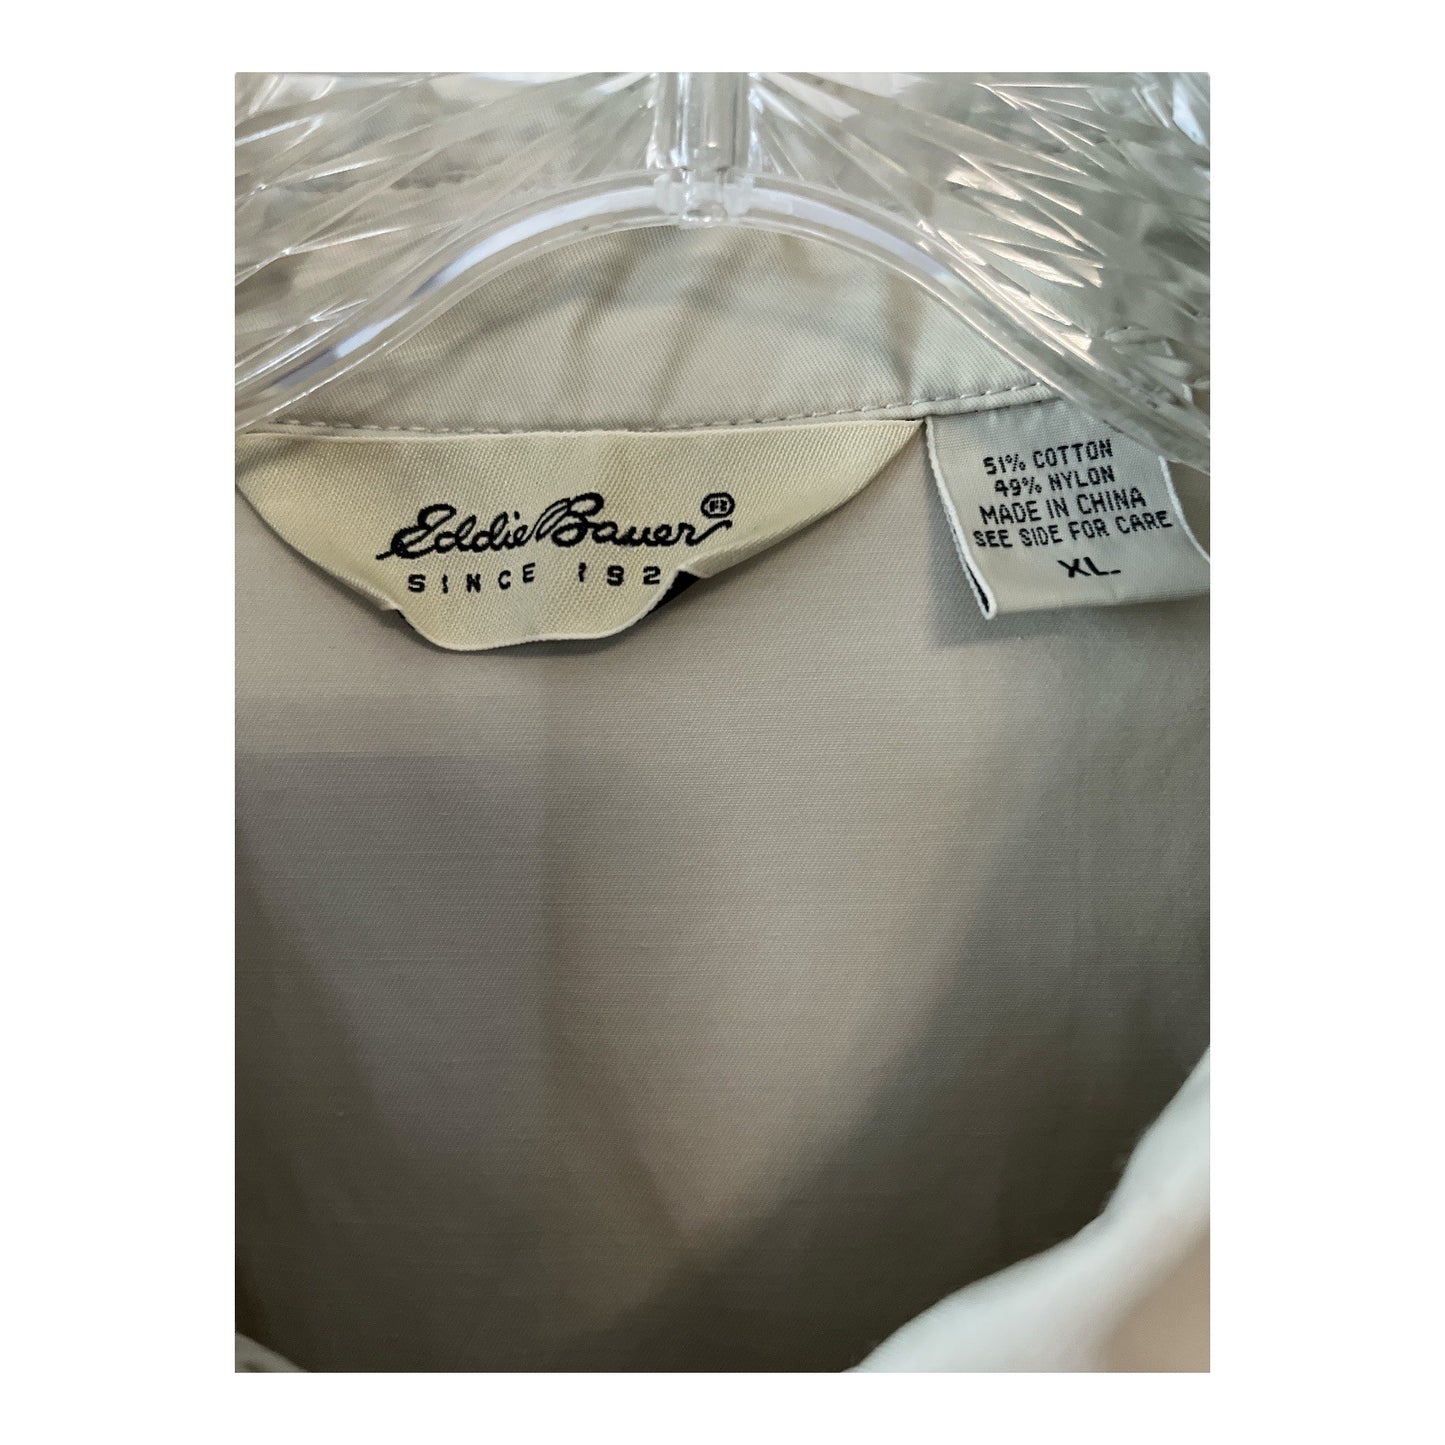 Eddie Bauer
SINCE 192
51% COTTON
49% NYLON
MADE IN CHINA
SEE SIDE FOR CARE
XL